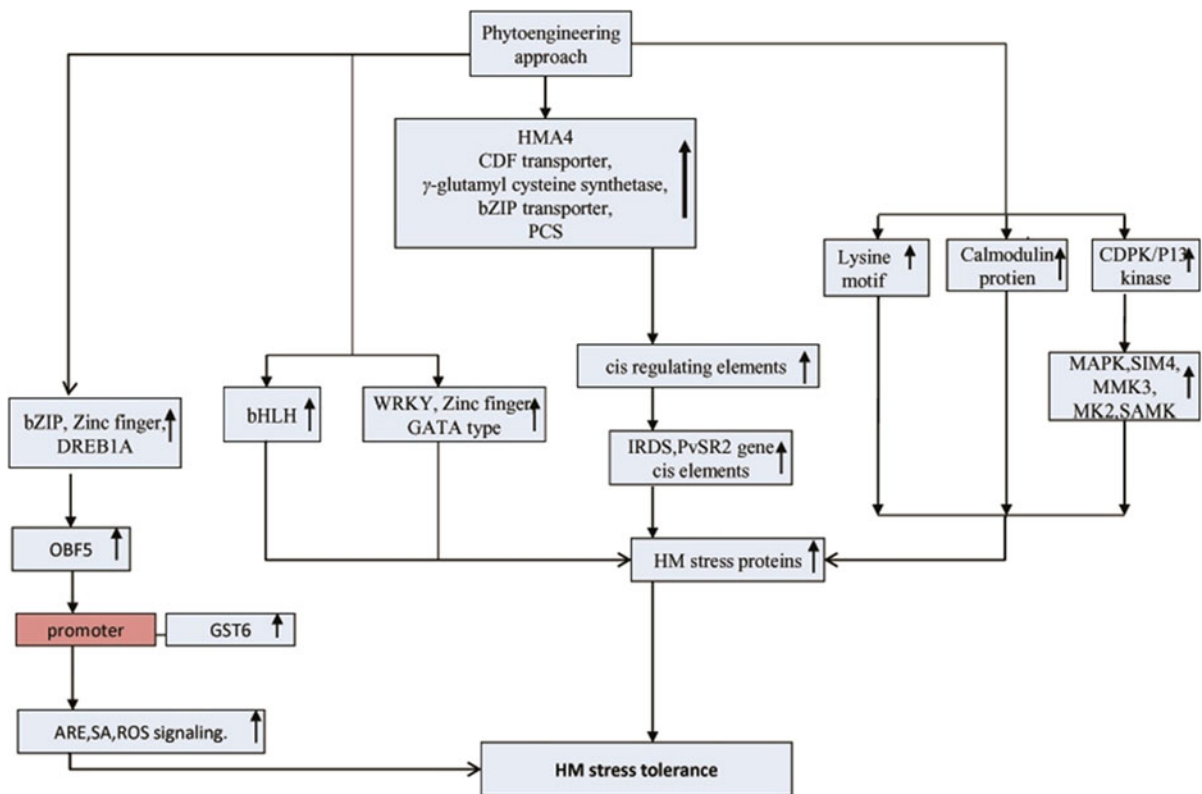 Phytoengineering
approach
HMA4
CDF transporter,
γ-glutamyl cysteine synthetase,
bZIP transporter,
PCS
Lysine
motif
Calmodulin
protien
CDPK/P13
kinase
cis regulating elements
MAPK,SIM4,
MMK3,
MK2,SAMK
bZIP, Zinc finger,
DREB1A
bHLH
WRKY, Zinc finger
GATA type
IRDS,PvSR2 gene
cis elements
OBF5
HM stress proteins
promoter
GST6
ARE,SA,ROS signaling.
HM stress tolerance